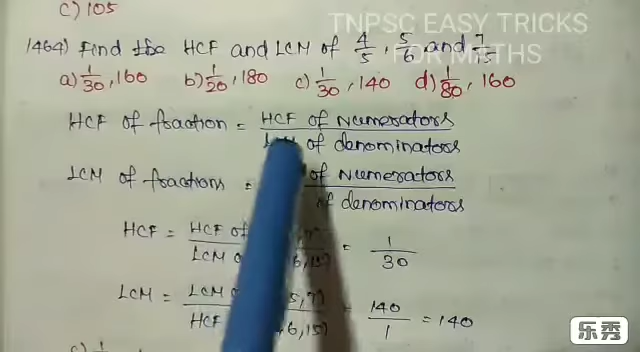 c) 105
TNPSC EASY TRICKS
FOR MATHS
1464) Find the HCF and LCM of 4/5, 5/6 and 7/15
a) 1/30, 160 b) 1/20, 180 c) 1/30, 140 d) 1/80, 160
HCF of fraction = HCF of Numerators
of denominators
LCM of fractions = of Numerators
of denominators
HCF = HCF of = 1/30
LCM 6,15)
LCM = LCM 5,7) = 140/1 = 140
HCF 6,15)
乐秀